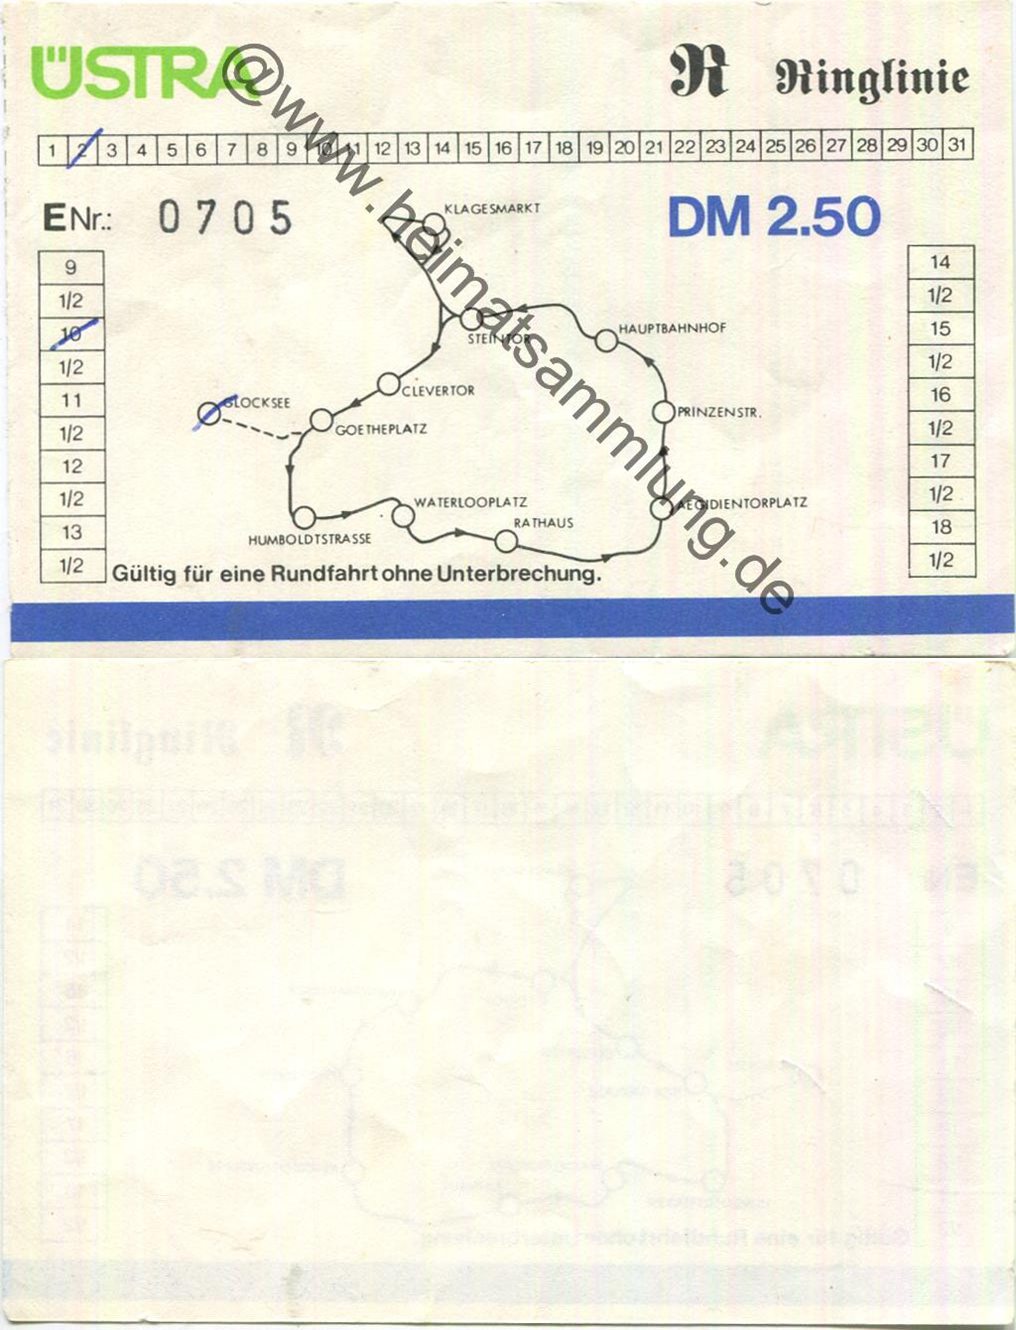 ÜSTRA
R Ringlinie
1 2 3 4 5 6 7 8 9 10 11 12 13 14 15 16 17 18 19 20 21 22 23 24 25 26 27 28 29 30 31
ENr.: 0705
DM 2.50
9
1/2
10
1/2
11
1/2
12
1/2
13
1/2
KLAGESMARKT
STEINTOR
HAUPTBAHNHOF
CLEVERTOR
PRINZENSTR.
GLOCKSEE
GOETHEPLATZ
WATERLOOPLATZ
AEGIDIENTORPLATZ
RATHAUS
HUMBOLDTSTRASSE
14
1/2
15
1/2
16
1/2
17
1/2
18
1/2
Gültig für eine Rundfahrt ohne Unterbrechung.
@www.heimatsammlung.de